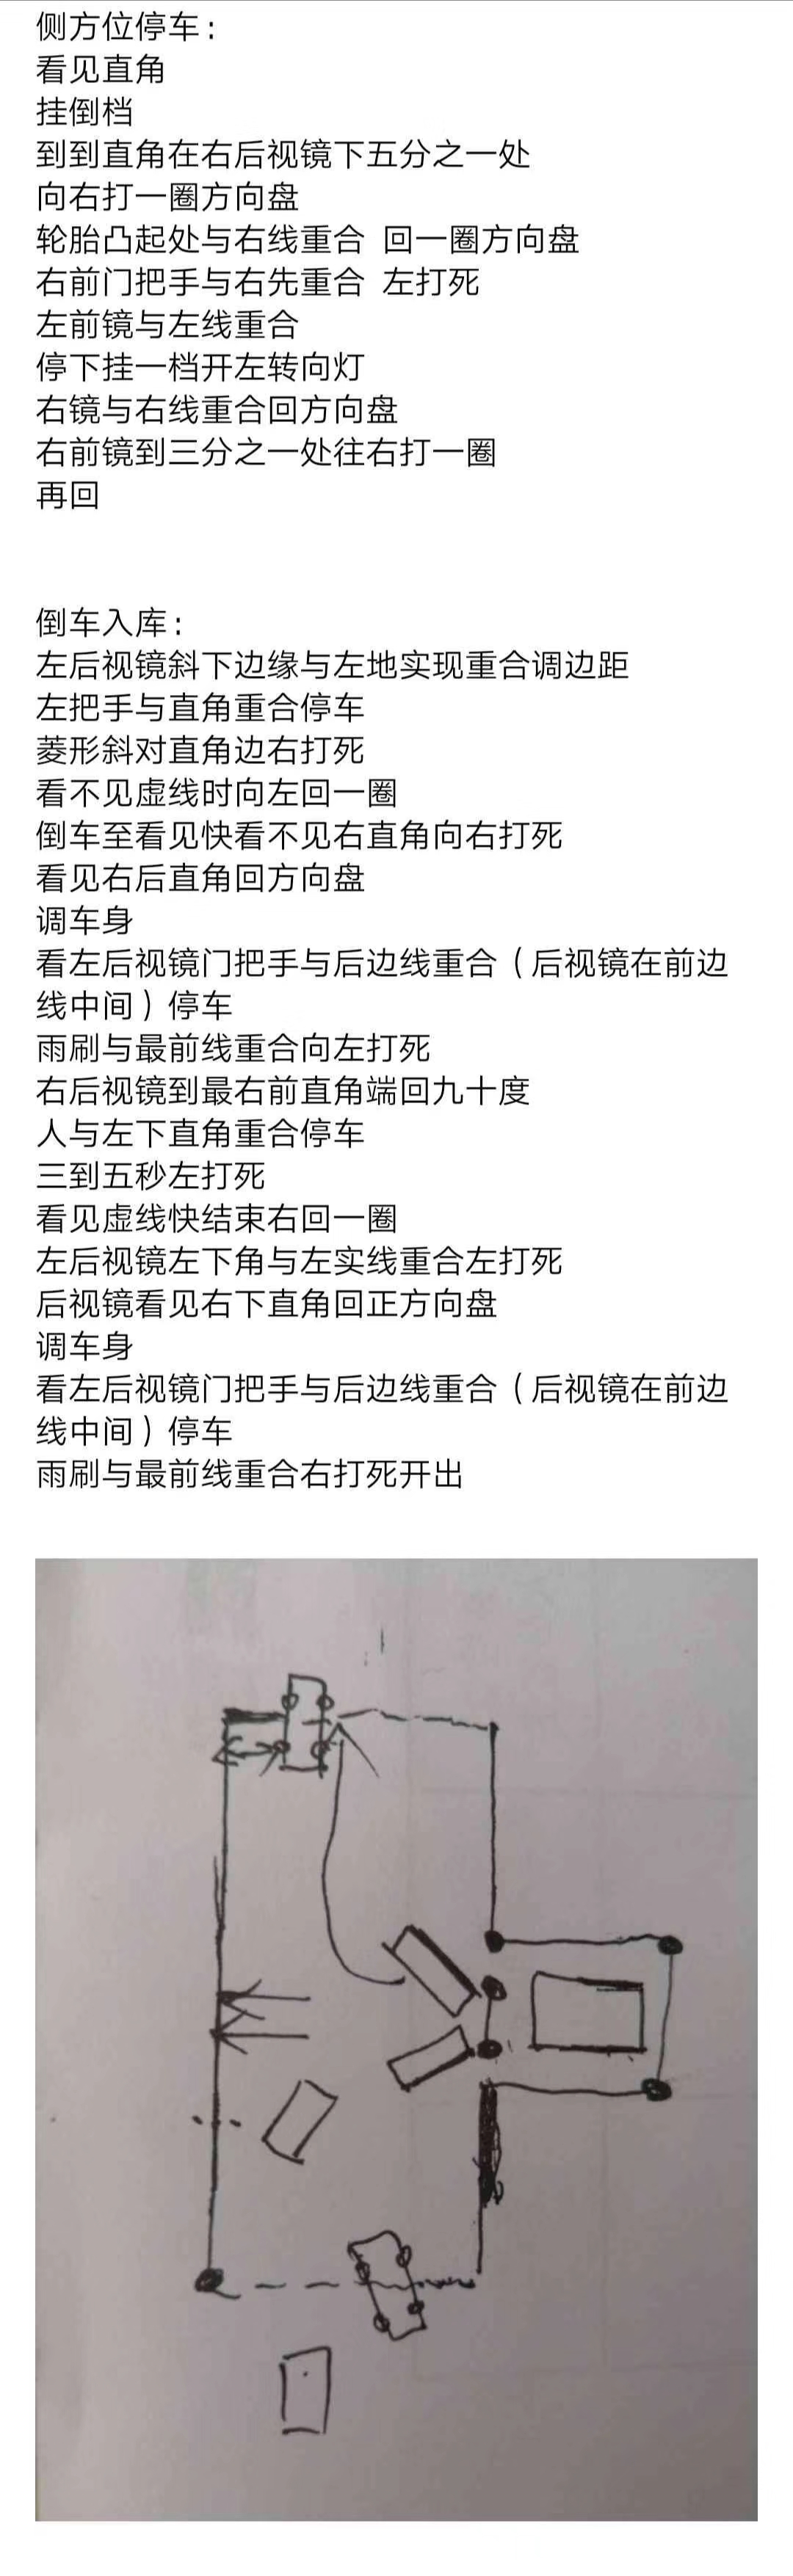 侧方位停车：
看见直角
挂倒档
到到直角在右后视镜下五分之一处
向右打一圈方向盘
轮胎凸起处与右线重合 回一圈方向盘
右前门把手与右先重合 左打死
左前镜与左线重合
停下挂一档开左转向灯
右镜与右线重合回方向盘
右前镜到三分之一处往右打一圈
再回
倒车入库：
左后视镜斜下边缘与左地实现重合调边距
左把手与直角重合停车
菱形斜对直角边右打死
看不见虚线时向左回一圈
倒车至看见快看不见右直角向右打死
看见右后直角回方向盘
调车身
看左后视镜门把手与后边线重合（后视镜在前边
线中间）停车
雨刷与最前线重合向左打死
右后视镜到最右前直角端回九十度
人与左下直角重合停车
三到五秒左打死
看见虚线快结束右回一圈
左后视镜左下角与左实线重合左打死
后视镜看见右下直角回正方向盘
调车身
看左后视镜门把手与后边线重合（后视镜在前边
线中间）停车
雨刷与最前线重合右打死开出